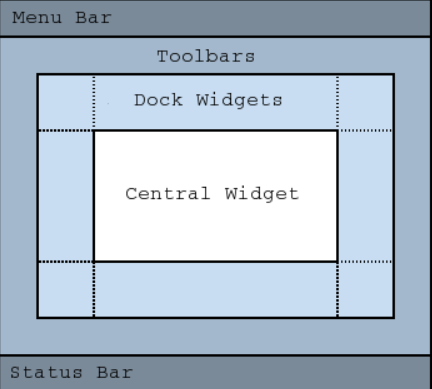 Menu Bar
Toolbars
Dock Widgets
Central Widget
Status Bar